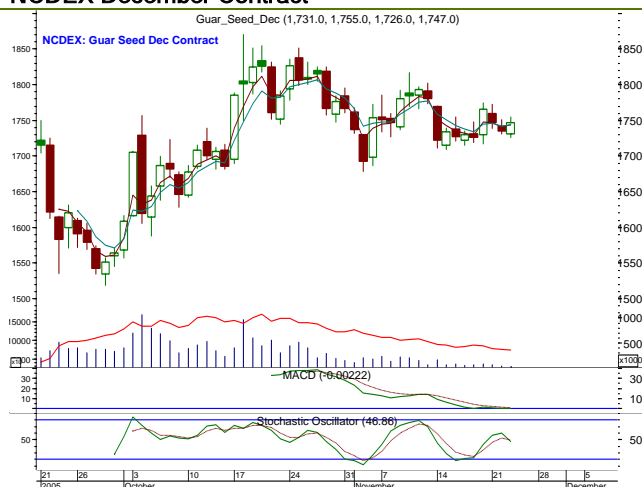 NCDEX December Contract
Guar_Seed_Dec (1,731.0, 1,755.0, 1,726.0, 1,747.0)
NCDEX: Guar Seed Dec Contract
1850 1850
1800 1800
1750 1750
1700 1700
1650 1650
1600 1600
1550 1550
1500 1500
1000
15000
10000 500
5000
x10 x1000
MACD (-0.00222)
30 30
20
10 10
Stochastic Oscillator (46.86)
50 50
21 26 3 10 17 24 31 7 14 21 28 5
2005 October November December